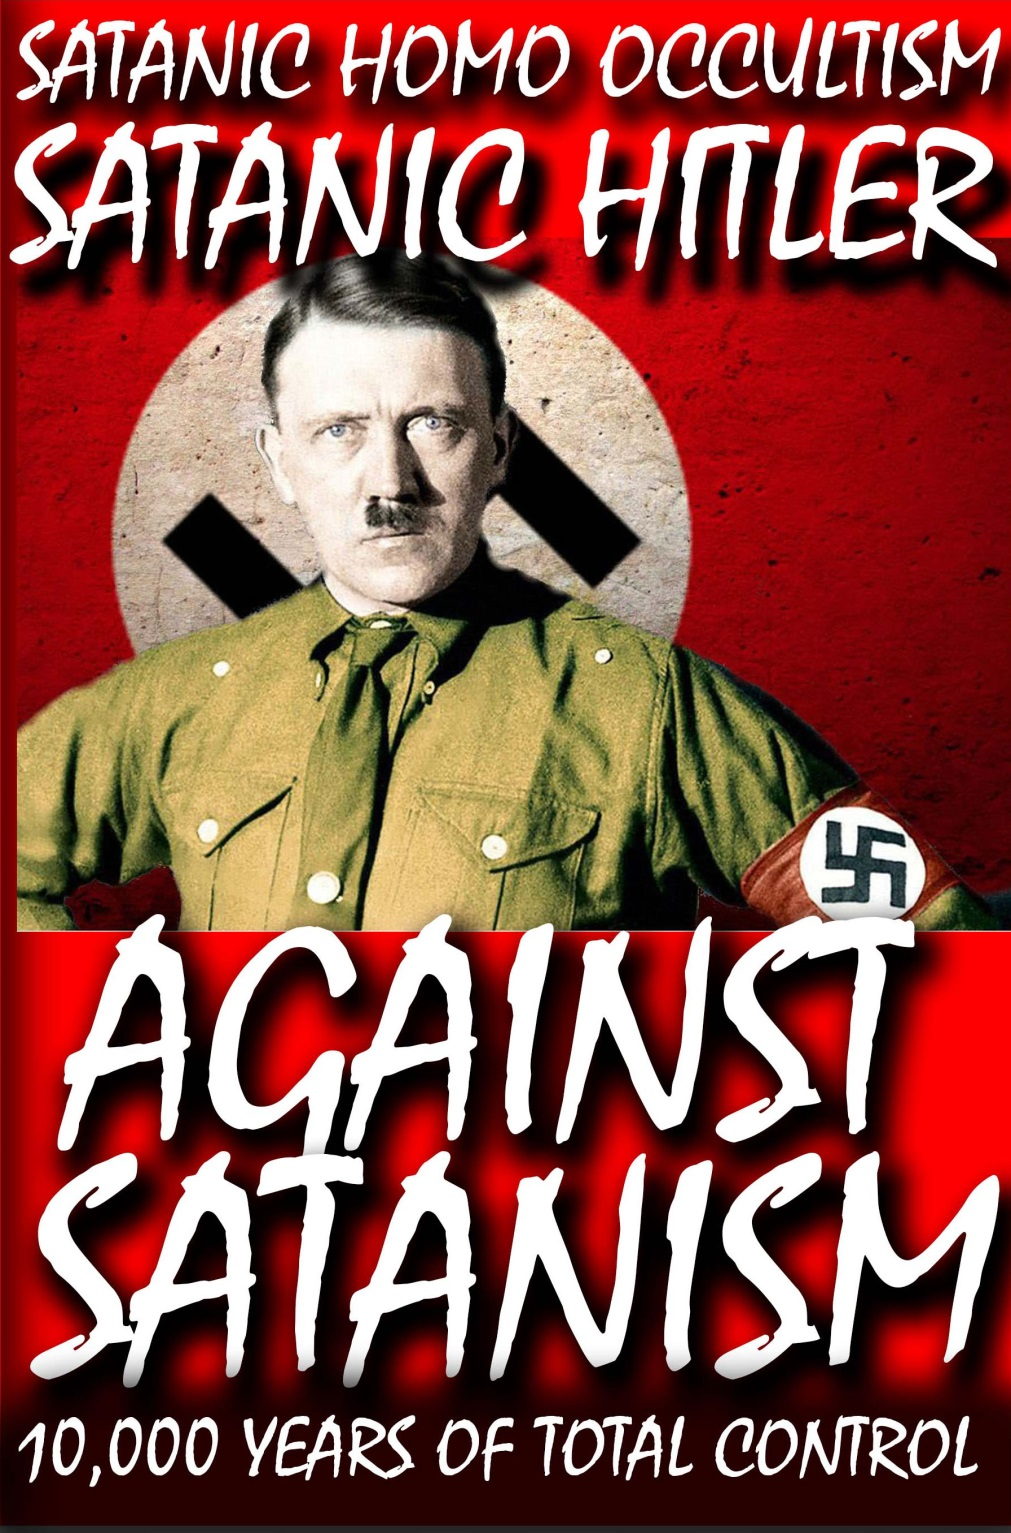 SATANIC HOMO OCCULTISM
SATANIC HITLER
AGAINST
SATANISM
10,000 YEARS OF TOTAL CONTROL